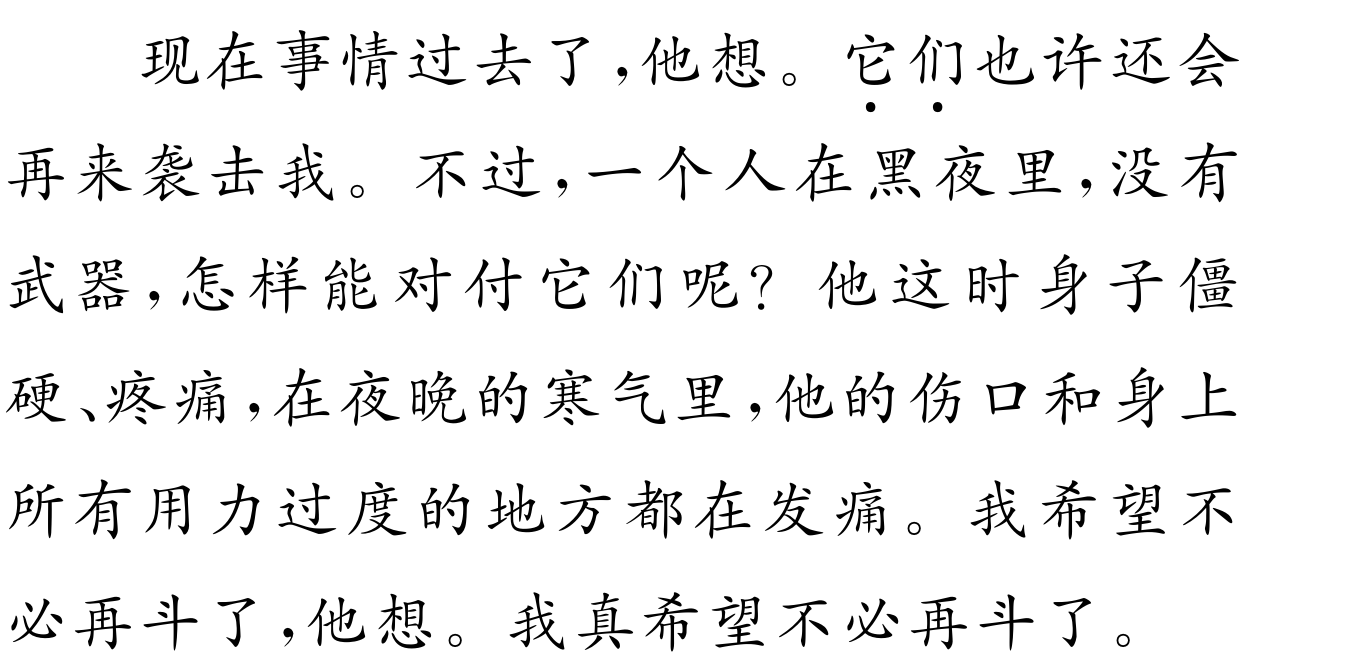 现在事情过去了,他想。它们也许还会
再来袭击我。不过,一个人在黑夜里,没有
武器,怎样能对付它们呢?他这时身子僵
硬、疼痛,在夜晚的寒气里,他的伤口和身上
所有用力过度的地方都在发痛。我希望不
必再斗了,他想。我真希望不必再斗了。